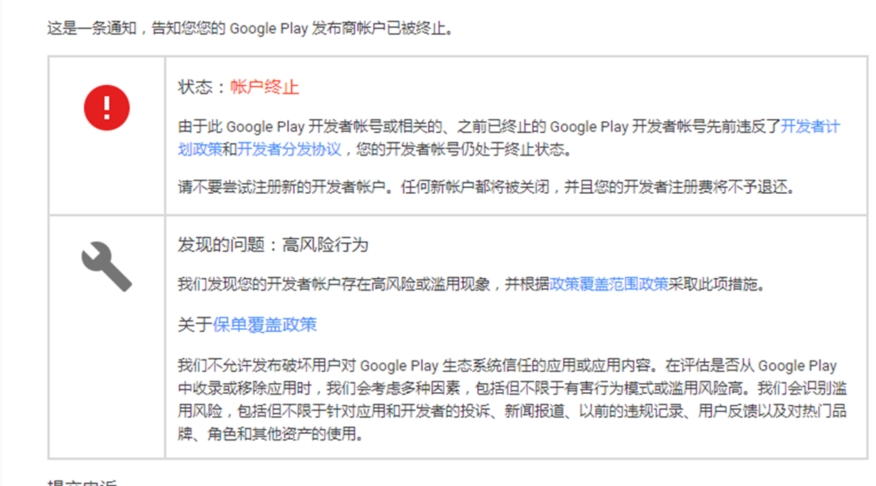 这是一条通知，告知您您的 Google Play 发布商帐户已被终止。
状态：帐户终止
由于此 Google Play 开发者帐号或相关的、之前已终止的 Google Play 开发者帐号先前违反了开发者计
划政策和开发者分发协议，您的开发者帐号仍处于终止状态。
请不要尝试注册新的开发者帐户。任何新帐户都将被关闭，并且您的开发者注册费将不予退还。
发现的问题：高风险行为
我们发现您的开发者帐户存在高风险或滥用现象，并根据政策覆盖范围政策采取此项措施。
关于保单覆盖政策
我们不允许发布破坏用户对 Google Play 生态系统信任的应用或应用内容。在评估是否从 Google Play
中收录或移除应用时，我们会考虑多种因素，包括但不限于有害行为模式或滥用风险高。我们会识别滥
用风险，包括但不限于针对应用和开发者的投诉、新闻报道、以前的违规记录、用户反馈以及对热门品
牌、角色和其他资产的使用。